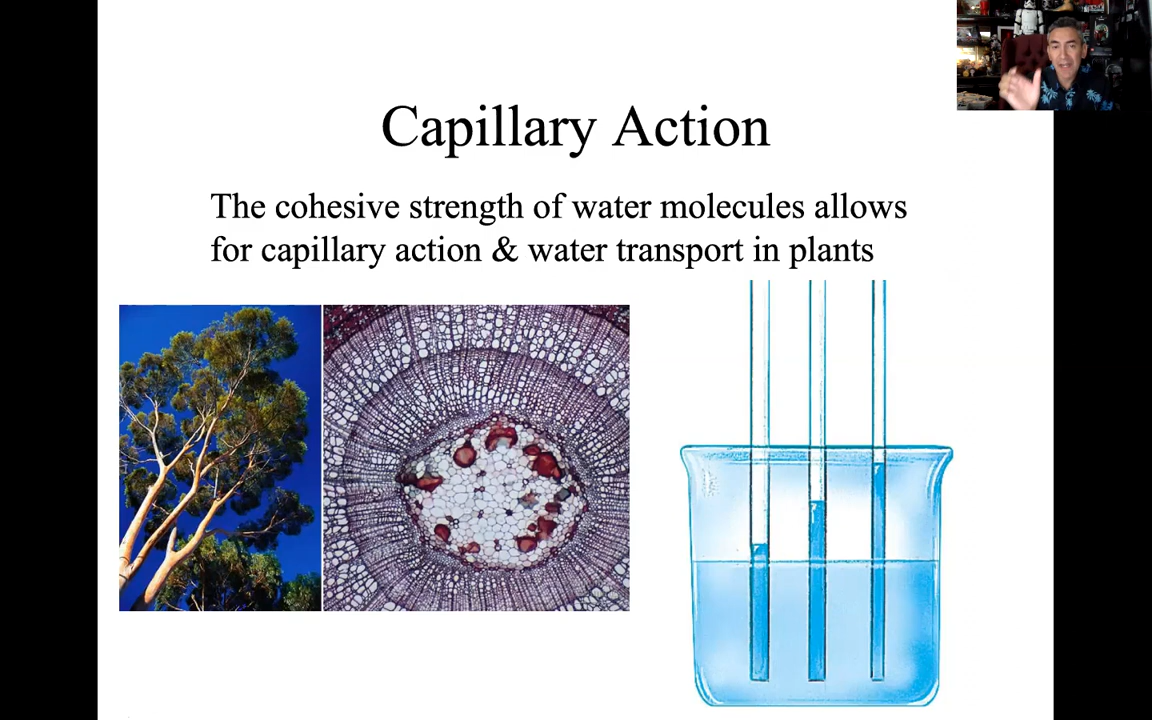 Capillary Action
The cohesive strength of water molecules allows
for capillary action & water transport in plants